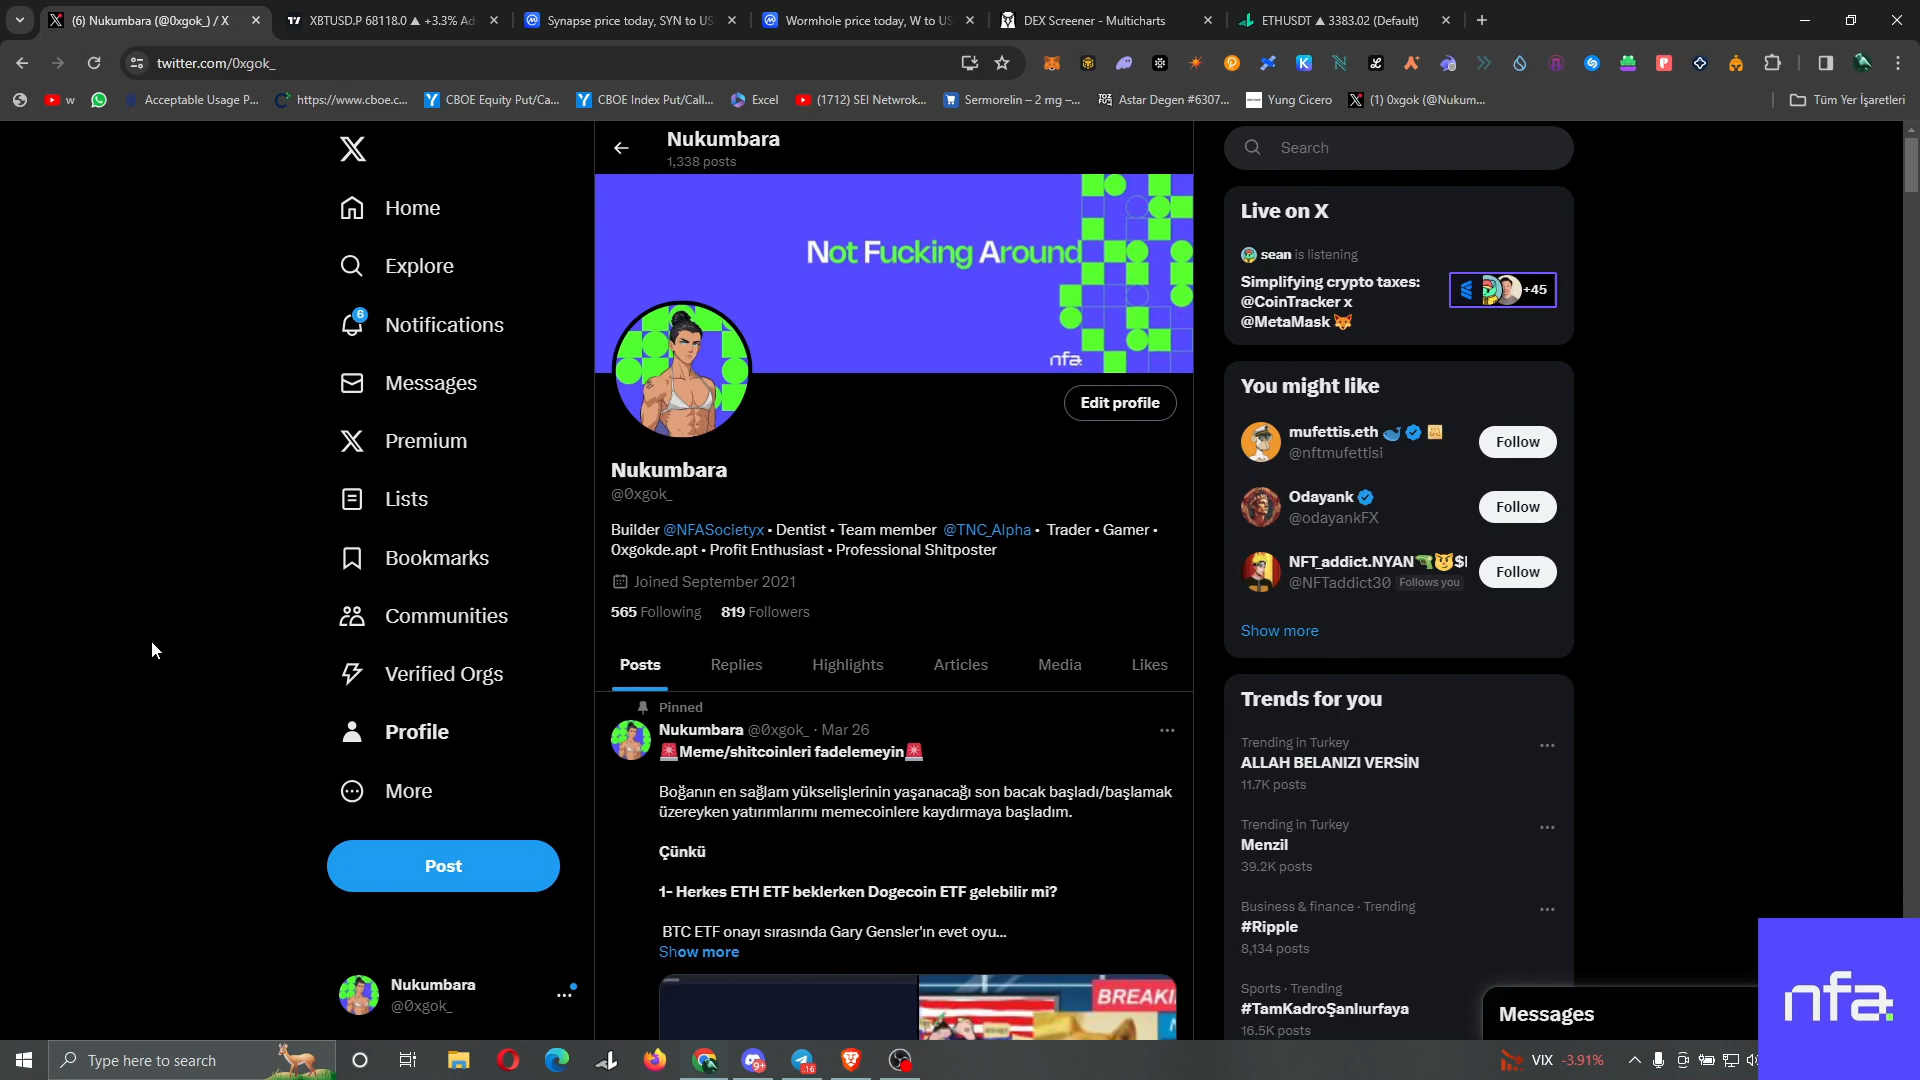 (6) Nukumbara (@0xgok_) / X
XBTUSD.P 68118.0 ▲ +3.3% Ad
Synapse price today, SYN to US
Wormhole price today, W to US
DEX Screener - Multicharts
ETHUSDT ▲ 3383.02 (Default)
twitter.com/0xgok_
w
Acceptable Usage P...
https://www.cboe.c...
CBOE Equity Put/Ca...
CBOE Index Put/Call...
Excel
(1712) SEI Netwrok...
Sermorelin – 2 mg –...
Astar Degen #6307...
Yung Cicero
(1) 0xgok (@Nukum...
Tüm Yer İşaretleri
Home
Explore
6
Notifications
Messages
Premium
Lists
Bookmarks
Communities
Verified Orgs
Profile
More
Post
Nukumbara
@0xgok_
Nukumbara
1,338 posts
Not Fucking Around
nfa.
Edit profile
Nukumbara
@0xgok_
Builder @NFASocietyx • Dentist • Team member @TNC_Alpha • Trader • Gamer •
0xgokde.apt • Profit Enthusiast • Professional Shitposter
Joined September 2021
565 Following 819 Followers
Posts Replies Highlights Articles Media Likes
Pinned
Nukumbara @0xgok_ · Mar 26
🚨Meme/shitcoinleri fadelemeyin🚨
Boğanın en sağlam yükselişlerinin yaşanacağı son bacak başladı/başlamak
üzereyken yatırımlarımı memecoinlere kaydırmaya başladım.
Çünkü
1- Herkes ETH ETF beklerken Dogecoin ETF gelebilir mi?
BTC ETF onayı sırasında Gary Gensler'ın evet oyu...
Show more
BREAKI
Search
Live on X
sean is listening
Simplifying crypto taxes:
@CoinTracker x
@MetaMask 🦊
+45
You might like
mufettis.eth 🐋
@nftmufettisi
Follow
Odayank
@odayankFX
Follow
NFT_addict.NYAN🔫😼$
@NFTaddict30 Follows you
Follow
Show more
Trends for you
Trending in Turkey
ALLAH BELANIZI VERSİN
11.7K posts
Trending in Turkey
Menzil
39.2K posts
Business & finance · Trending
#Ripple
8,134 posts
Sports · Trending
#TamKadroŞanlıurfaya
16.5K posts
Messages
nfa.
Type here to search
9+
16
VIX -3.91%